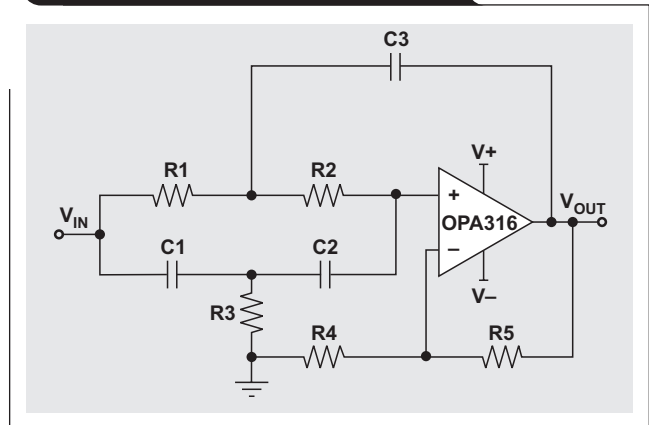 C3
R1
R2
V+
V_IN
+
OPA316
V_OUT
C1
C2
–
R3
V–
R4
R5